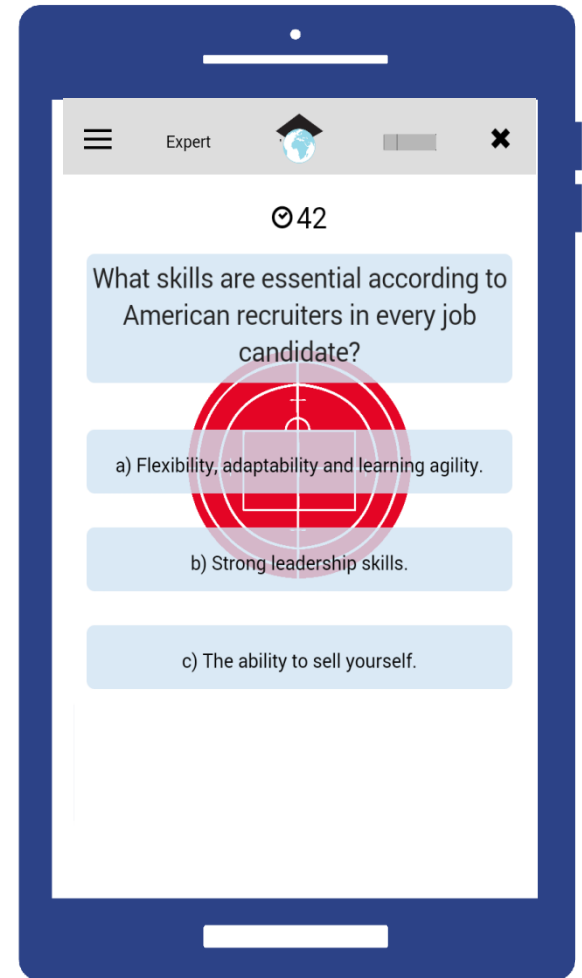 Expert
42
What skills are essential according to
American recruiters in every job
candidate?
a) Flexibility, adaptability and learning agility.
b) Strong leadership skills.
c) The ability to sell yourself.